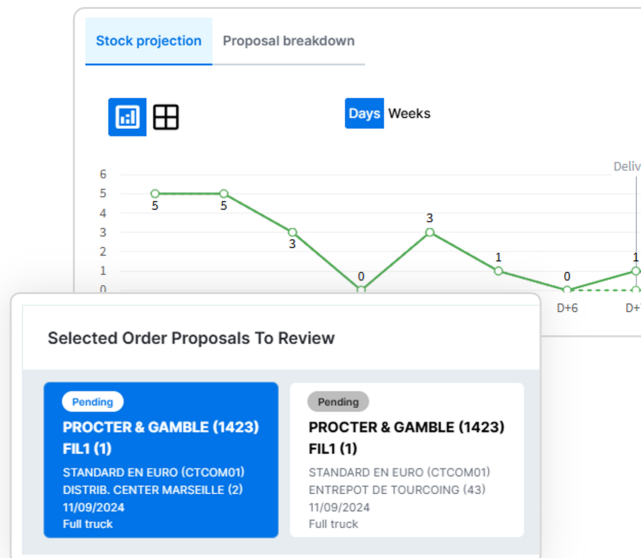 Stock projection Proposal breakdown
Days Weeks
Deliv
6
5
4
3
2
1
0
5 5 3 0 3 1 0 1
D+6 D+
Selected Order Proposals To Review
Pending
PROCTER & GAMBLE (1423)
FIL1 (1)
STANDARD EN EURO (CTCOM01)
DISTRIB. CENTER MARSEILLE (2)
11/09/2024
Full truck
Pending
PROCTER & GAMBLE (1423)
FIL1 (1)
STANDARD EN EURO (CTCOM01)
ENTREPOT DE TOURCOING (43)
11/09/2024
Full truck